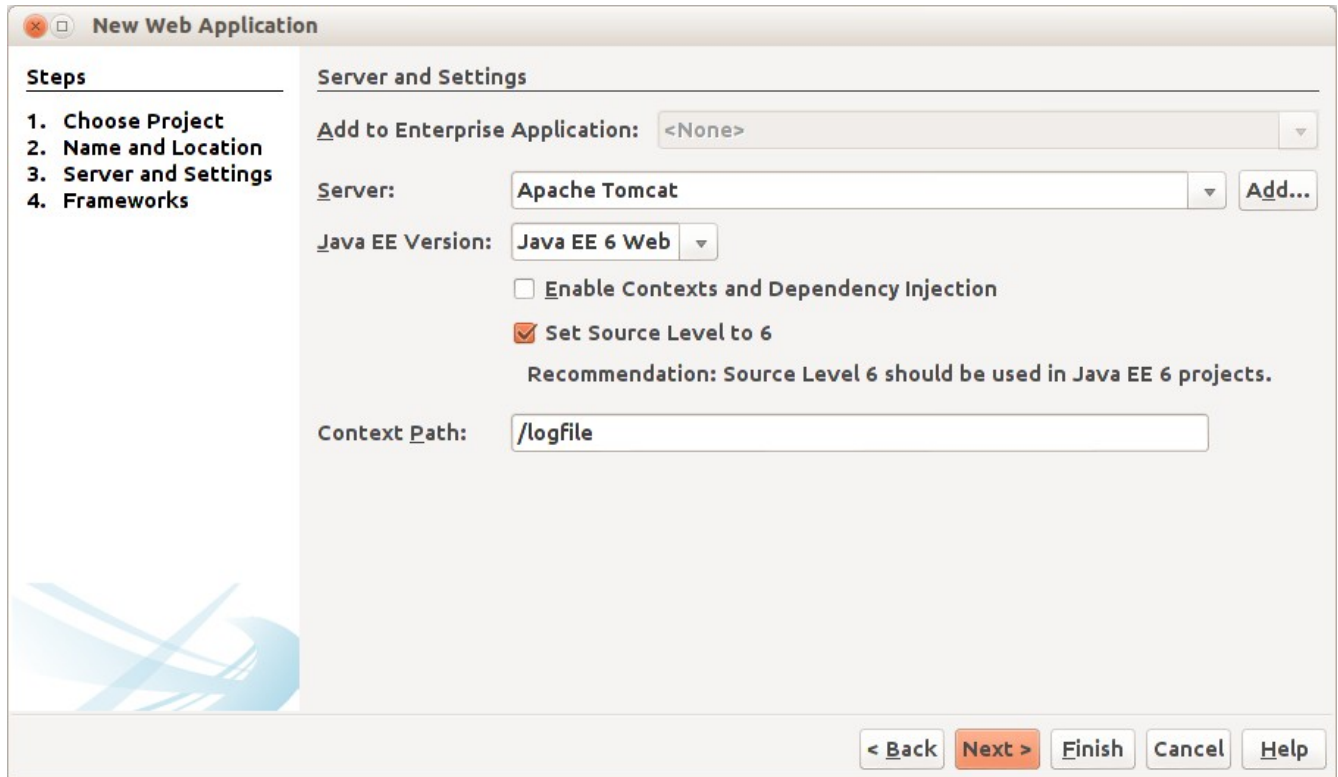 New Web Application
Steps
1. Choose Project
2. Name and Location
3. Server and Settings
4. Frameworks
Server and Settings
Add to Enterprise Application: <None>
Server: Apache Tomcat Add...
Java EE Version: Java EE 6 Web
Enable Contexts and Dependency Injection
Set Source Level to 6
Recommendation: Source Level 6 should be used in Java EE 6 projects.
Context Path: /logfile
< Back Next > Finish Cancel Help